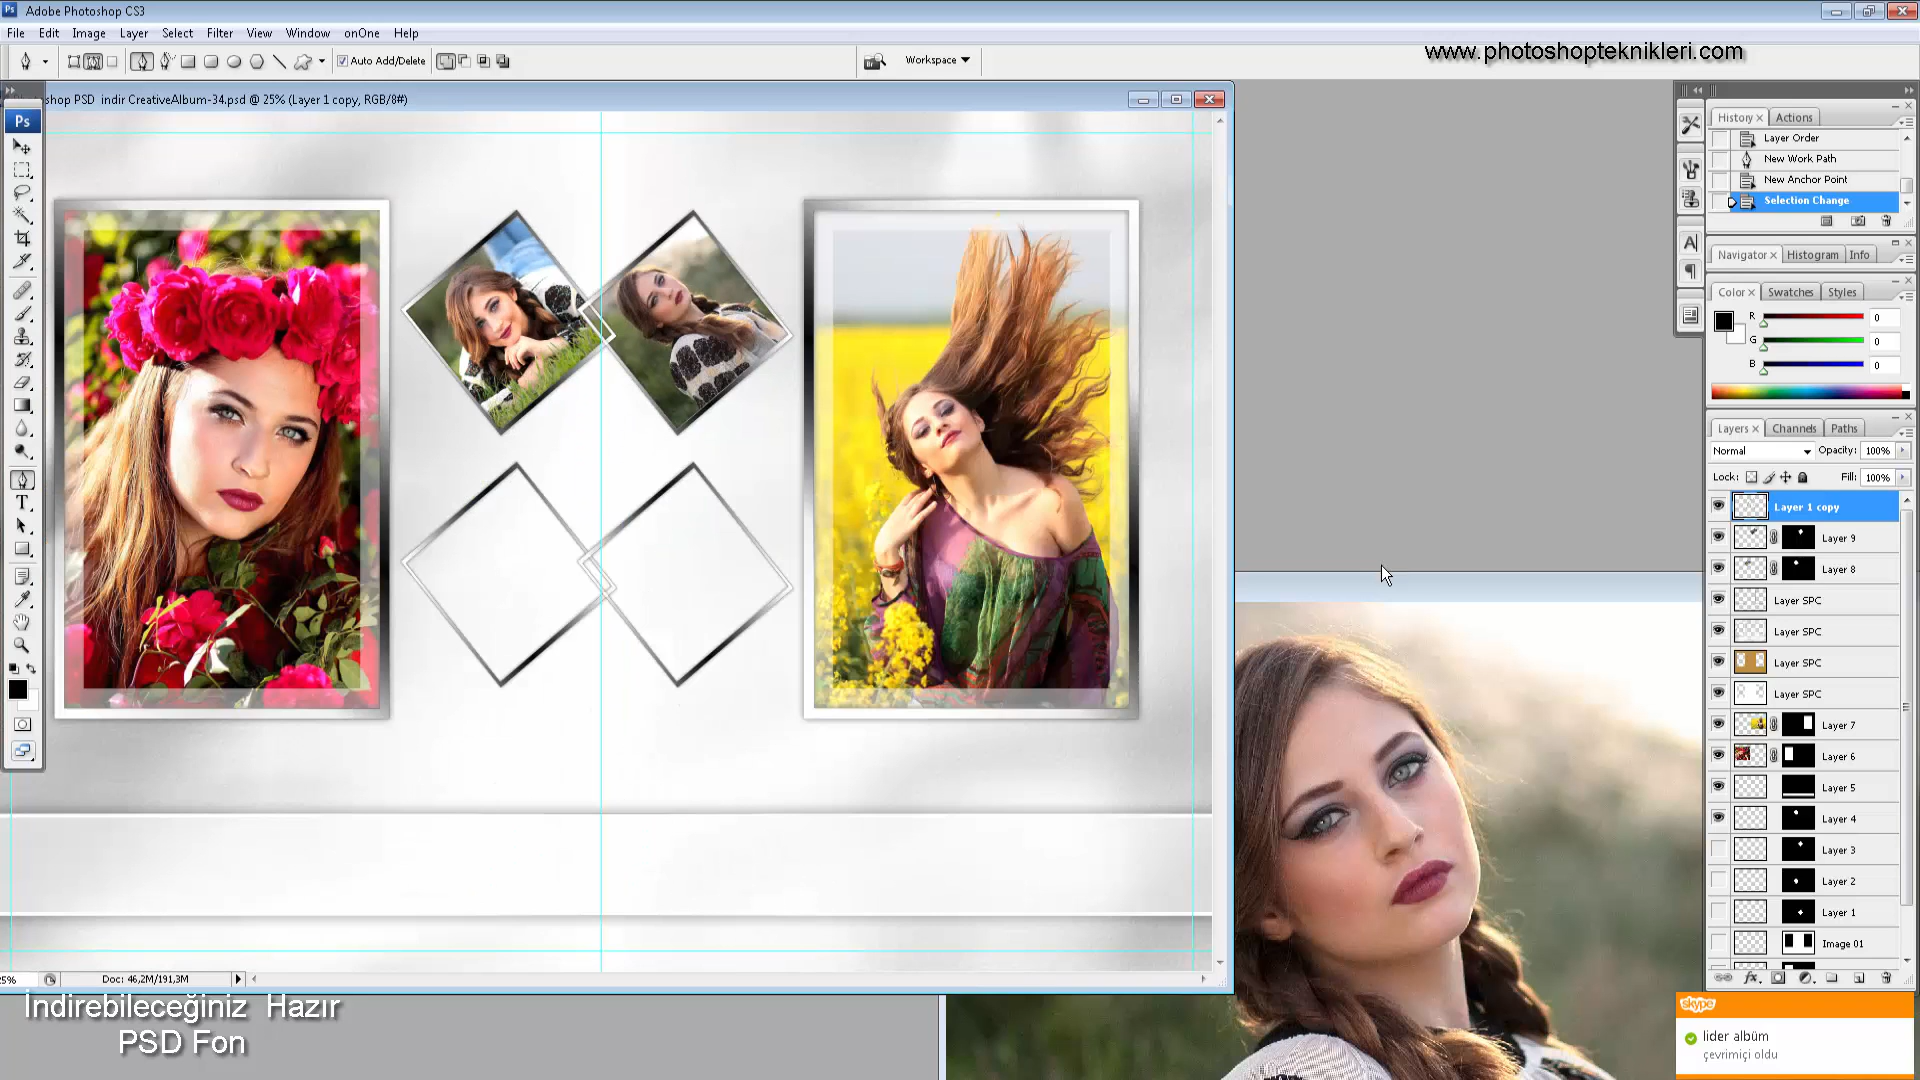 Ps Adobe Photoshop CS3
File Edit Image Layer Select Filter View Window onOne Help
www.photoshopteknikleri.com
Auto Add/Delete
Workspace
shop PSD indir CreativeAlbum-34.psd @ 25% (Layer 1 copy, RGB/8#)
Ps
T
History Actions
Layer Order
New Work Path
New Anchor Point
Selection Change
Navigator Histogram Info
Color Swatches Styles
R 0
G 0
B 0
Layers Channels Paths
Normal Opacity: 100%
Lock: Fill: 100%
Layer 1 copy
Layer 9
Layer 8
Layer SPC
Layer SPC
Layer SPC
Layer SPC
Layer 7
Layer 6
Layer 5
Layer 4
Layer 3
Layer 2
Layer 1
Image 01
Doc: 46,2M/191,3M
İndirebileceğiniz Hazır
PSD Fon
skype
lider albüm
çevrimiçi oldu